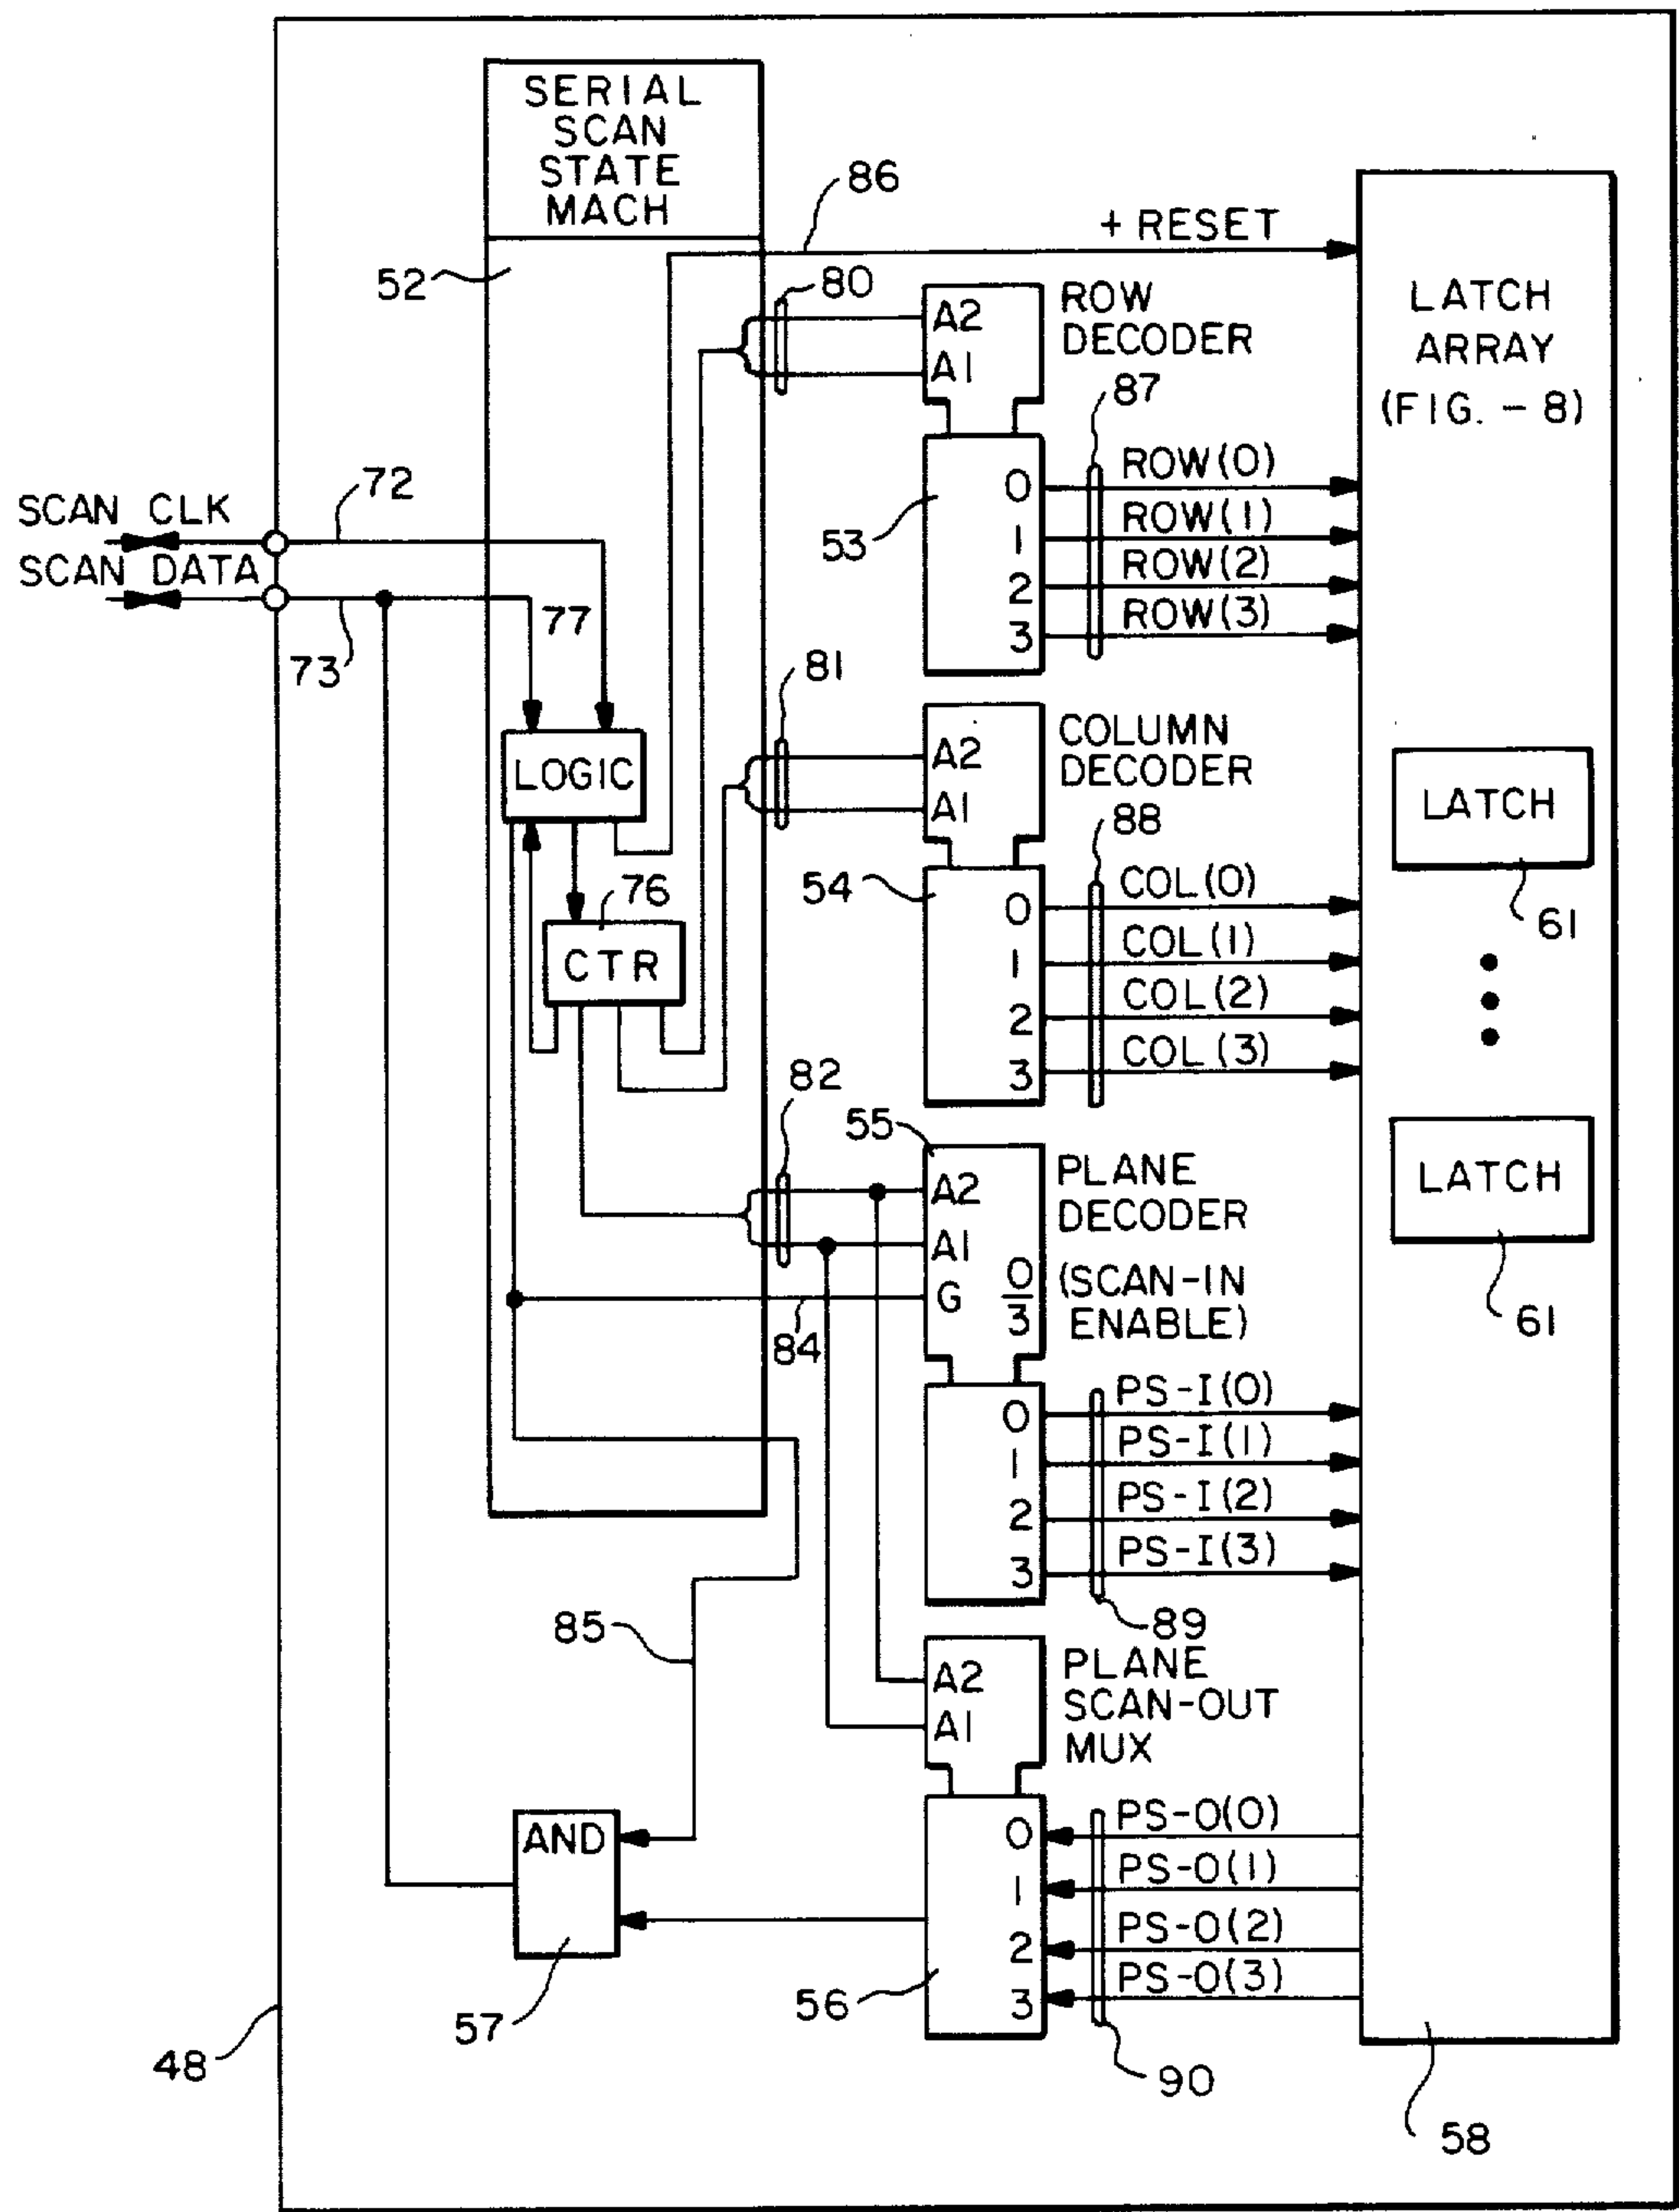 SERIAL
SCAN
STATE
MACH
52
86
+ RESET
80
A2
A1
ROW
DECODER
87
LATCH
ARRAY
(FIG. - 8)
53
0
1
2
3
ROW(0)
ROW(1)
ROW(2)
ROW(3)
SCAN CLK
72
SCAN DATA
73
77
LOGIC
76
CTR
81
A2
A1
COLUMN
DECODER
88
54
0
1
2
3
COL(0)
COL(1)
COL(2)
COL(3)
LATCH
61
82
55
A2
A1
G
0
3
PLANE
DECODER
(SCAN-IN
ENABLE)
84
LATCH
61
0
1
2
3
PS-I(0)
PS-I(1)
PS-I(2)
PS-I(3)
89
85
A2
A1
PLANE
SCAN-OUT
MUX
AND
57
0
1
2
3
56
PS-O(0)
PS-O(1)
PS-O(2)
PS-O(3)
90
48
58